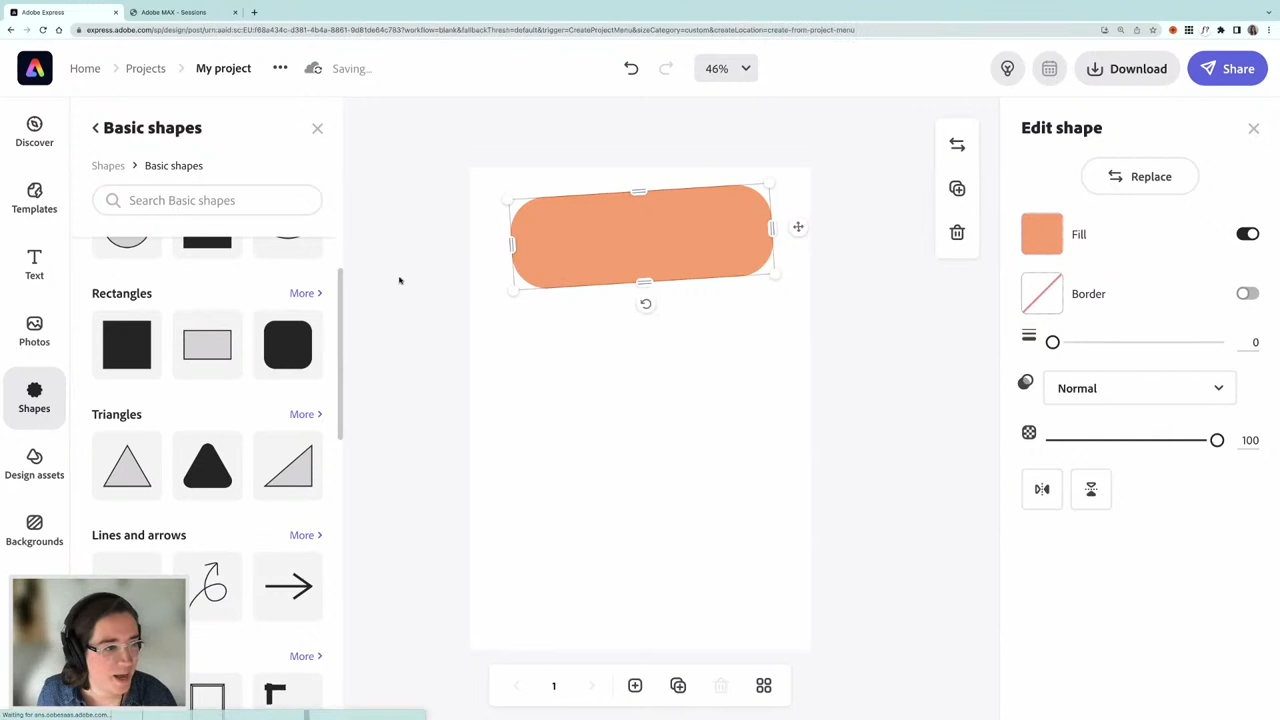 Adobe Express
Adobe MAX - Sessions
express.adobe.com/sp/design/post/urn:aaid:sc:EU:f68a434c-d381-4b4a-8861-9d81de64c783?workflow=blank&fallbackThresh=default&trigger=CreateProjectMenu&sizeCategory=custom&createLocation=create-from-project-menu
Home
Projects
My project
Saving...
46%
Download
Share
Discover
Templates
Text
Photos
Shapes
Design assets
Backgrounds
Basic shapes
Shapes
Basic shapes
Search Basic shapes
Rectangles
More
Triangles
More
Lines and arrows
More
More
1
Edit shape
Replace
Fill
Border
0
Normal
100